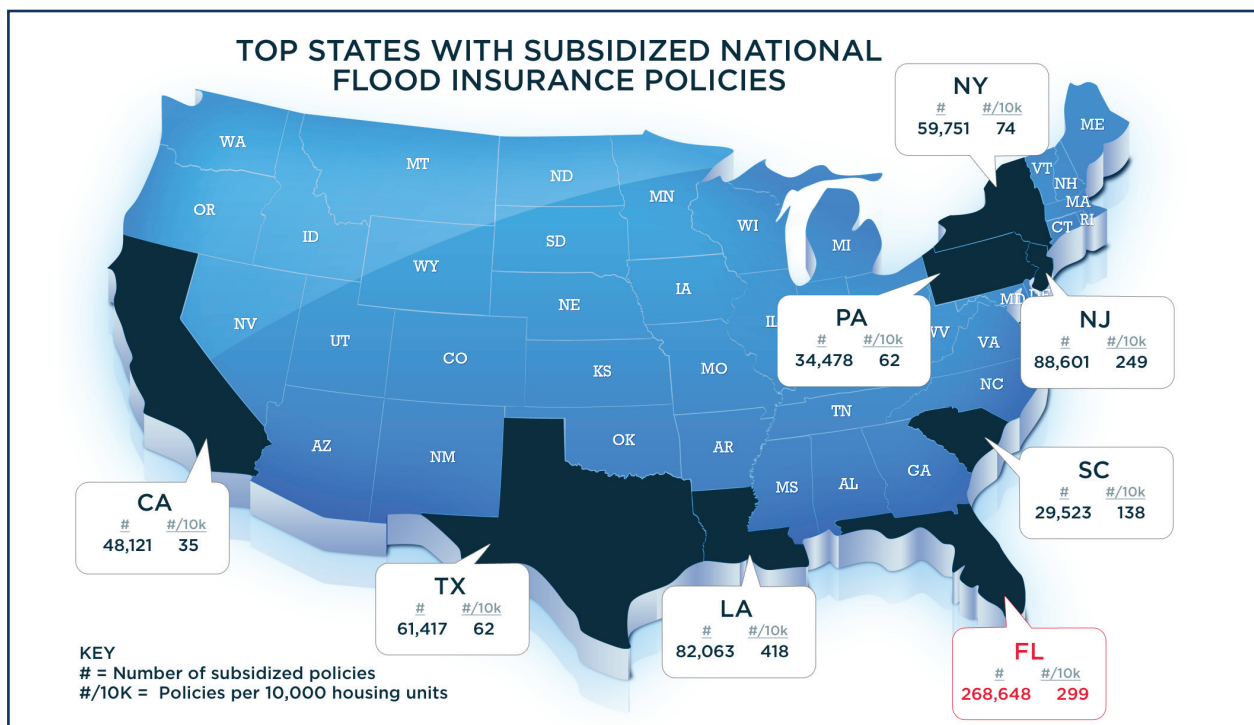 TOP STATES WITH SUBSIDIZED NATIONAL
FLOOD INSURANCE POLICIES
NY
# #/10k
59,751 74
WA
MT
ND
MN
OR
ID
SD
WI
MI
VT
ME
NH
MA
CT
RI
WY
IA
NE
NV
UT
CO
KS
MO
WV
MD
VA
NC
TN
AZ
NM
OK
AR
MS
AL
GA
PA
# #/10k
34,478 62
NJ
# #/10k
88,601 249
SC
# #/10k
29,523 138
CA
# #/10k
48,121 35
TX
# #/10k
61,417 62
LA
# #/10k
82,063 418
FL
# #/10k
268,648 299
KEY
# = Number of subsidized policies
#/10K = Policies per 10,000 housing units